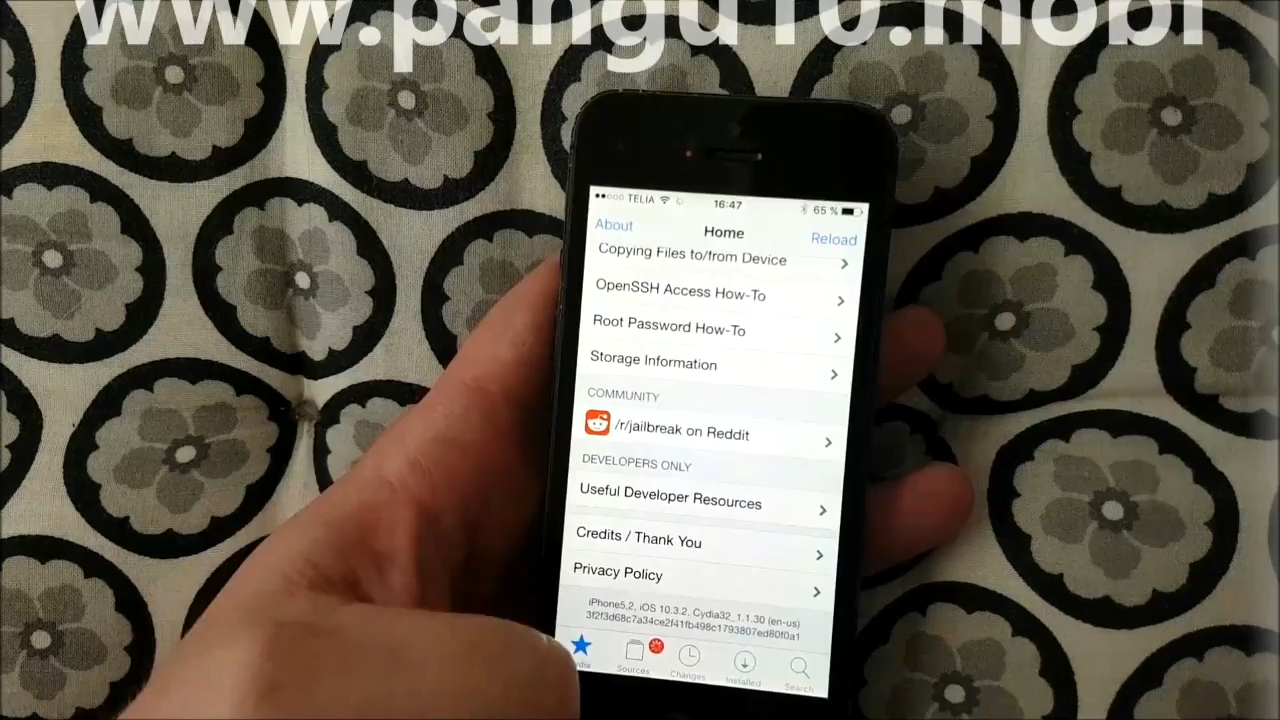 www.pangu10.mobi
TELIA 16:47 65 %
About Home Reload
Copying Files to/from Device
OpenSSH Access How-To
Root Password How-To
Storage Information
COMMUNITY
/r/jailbreak on Reddit
DEVELOPERS ONLY
Useful Developer Resources
Credits / Thank You
Privacy Policy
iPhone5,2, iOS 10.3.2, Cydia32_1.1.30 (en-us)
3f2f3d68c7a34ce2f41fb498c1793807ed80f0a1
Sources Changes Installed Search